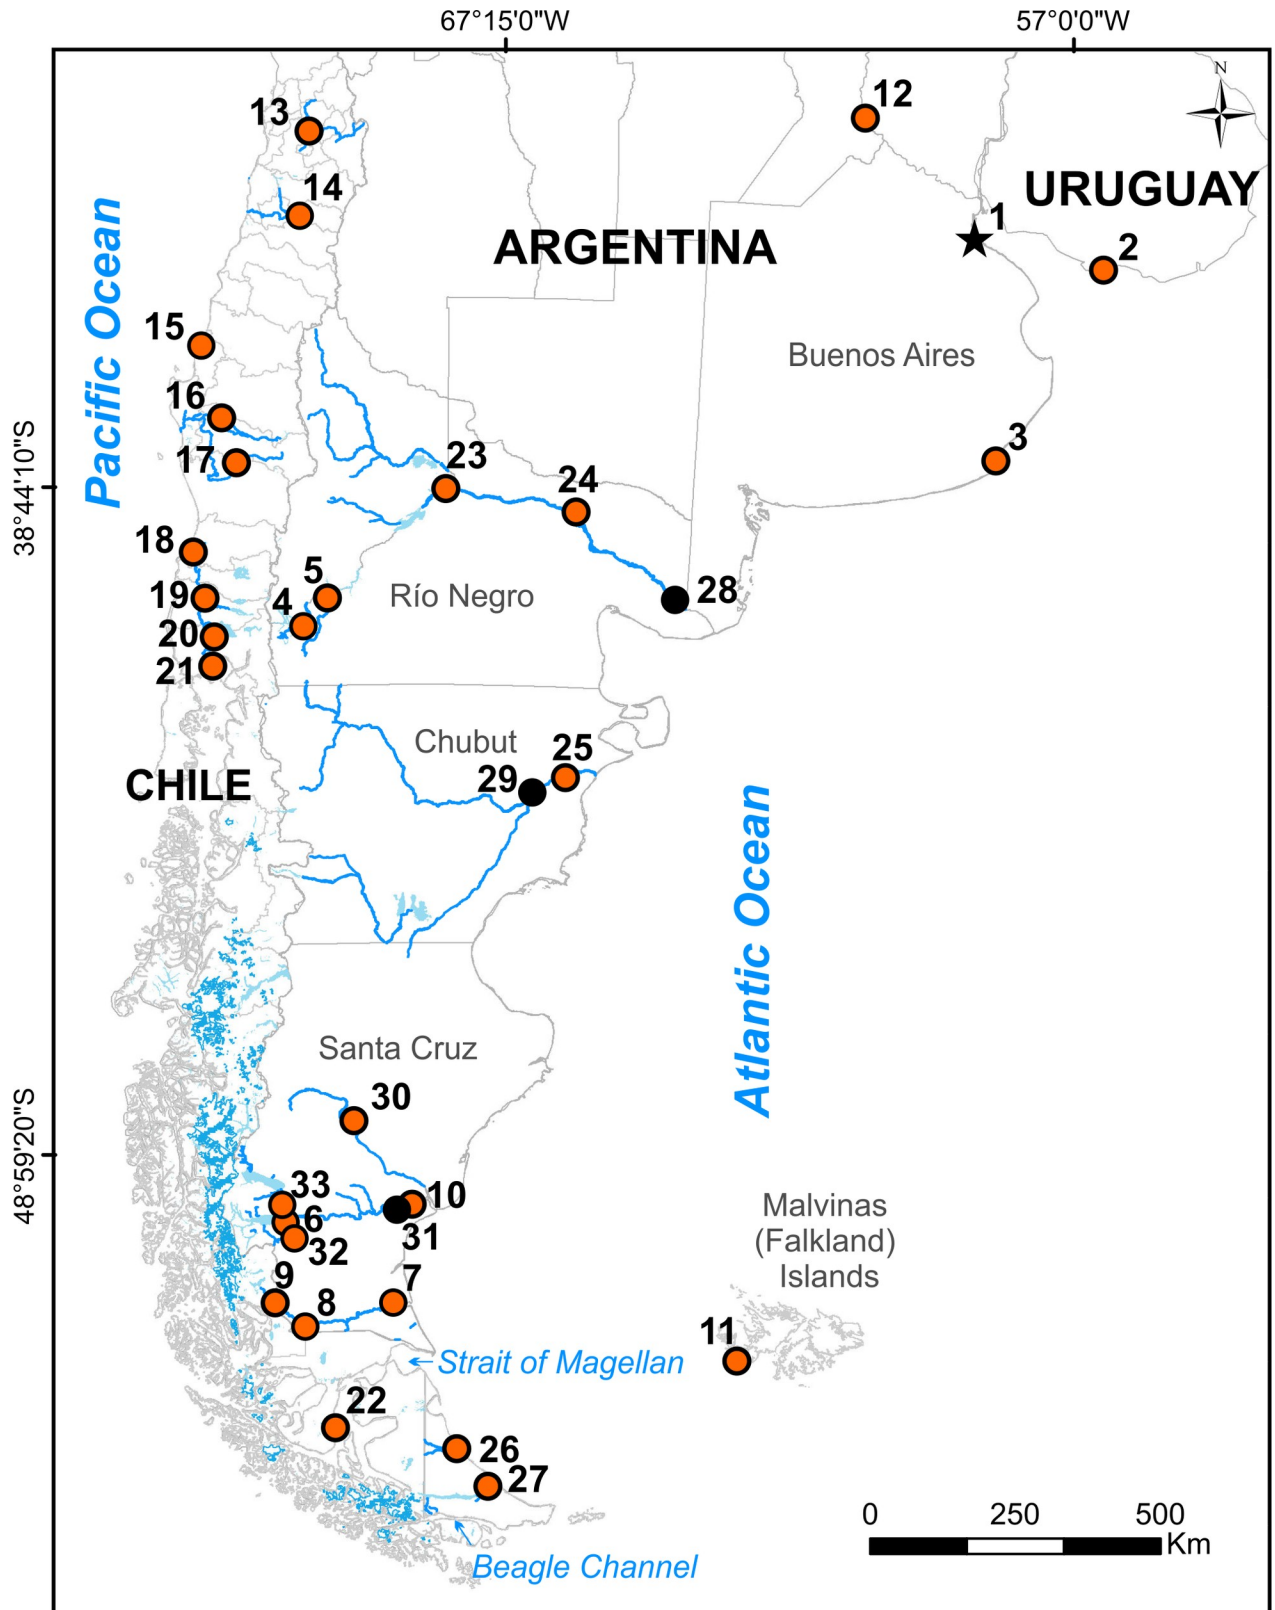 67°15'0"W
57°0'0"W
N
13
12
14
URUGUAY
1
ARGENTINA
2
Pacific Ocean
15
Buenos Aires
16
3
17
23
38°44'10"S
24
18
5
19
4
Río Negro
28
20
21
Chubut
25
29
CHILE
Atlantic Ocean
Santa Cruz
30
48°59'20"S
33
10
6
31
32
Malvinas
(Falkland)
Islands
9
7
8
11
Strait of Magellan
22
26
27
0 250 500
Km
Beagle Channel